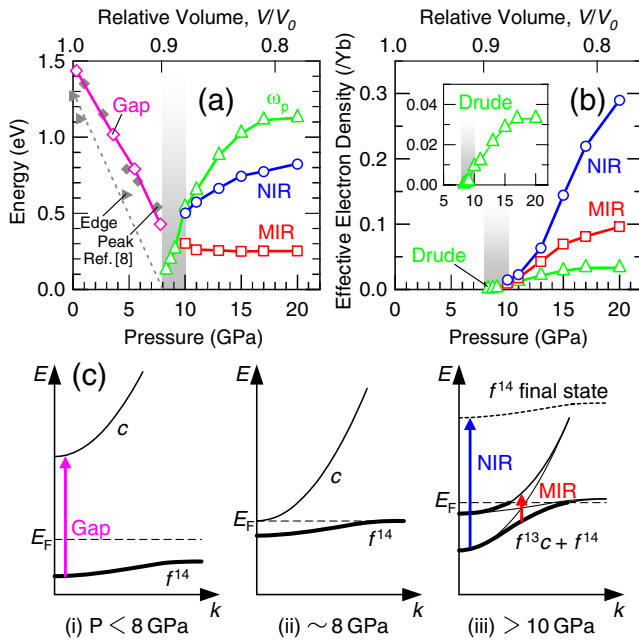 Relative Volume, V/V0
1.0 0.9 0.8
Energy (eV)
1.5
1.0
0.5
0.0
(a)
ωp
Gap
NIR
MIR
Edge
Peak
Ref. [8]
0 5 10 15 20
Pressure (GPa)
Relative Volume, V/V0
1.0 0.9 0.8
Effective Electron Density (/Yb)
0.3
0.2
0.1
0.0
(b)
0.04
0.02
0.00
Drude
0 5 10 15 20
NIR
MIR
Drude
0 5 10 15 20
Pressure (GPa)
(c)
E
c
Gap
EF
f14
k
(i) P < 8 GPa
E
c
EF
f14
k
(ii) ~ 8 GPa
E
f14 final state
NIR
MIR
EF
f13c + f14
k
(iii) > 10 GPa